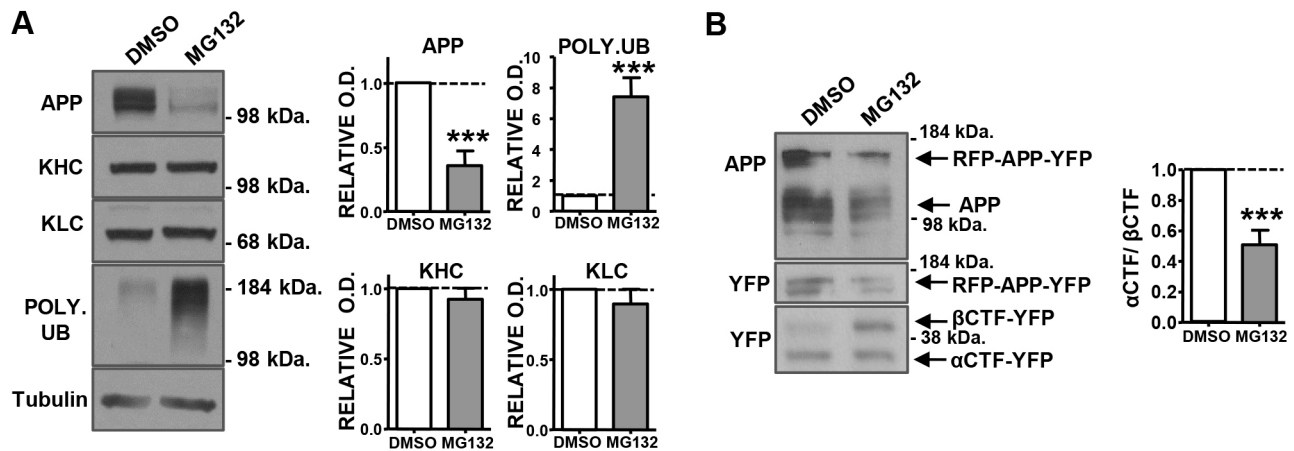 A
DMSO
MG132
APP
- 98 kDa.
KHC
- 98 kDa.
KLC
- 68 kDa.
POLY.
UB
- 184 kDa.
- 98 kDa.
Tubulin
APP
RELATIVE O.D.
1.0
0.5
0.0
***
DMSO MG132
POLY.UB
RELATIVE O.D.
10
8
6
4
2
0
***
DMSO MG132
KHC
RELATIVE O.D.
1.0
0.5
0.0
DMSO MG132
KLC
RELATIVE O.D.
1.0
0.5
0.0
DMSO MG132
B
DMSO
MG132
APP
- 184 kDa.
RFP-APP-YFP
APP
- 98 kDa.
YFP
- 184 kDa.
RFP-APP-YFP
YFP
βCTF-YFP
- 38 kDa.
αCTF-YFP
αCTF/ βCTF
1.0
0.8
0.6
0.4
0.2
0.0
***
DMSO MG132